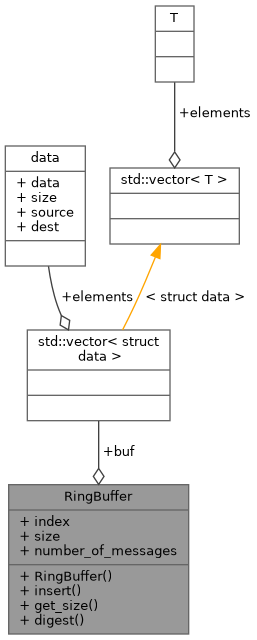 T
+elements
data
+ data
+ size
+ source
+ dest
std::vector< T >
+elements
< struct data >
std::vector< struct
data >
+buf
RingBuffer
+ index
+ size
+ number_of_messages
+ RingBuffer()
+ insert()
+ get_size()
+ digest()